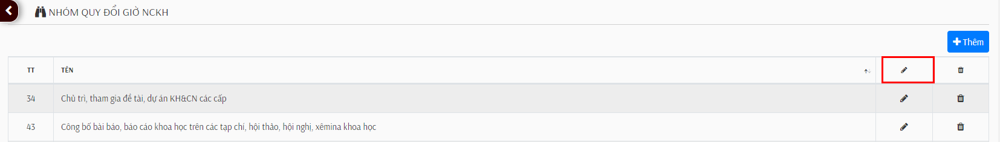 NHÓM QUY ĐỔI GIỜ NCKH
Thêm
TT TÊN
34 Chủ trì, tham gia đề tài, dự án KH&CN các cấp
43 Công bố bài báo, báo cáo khoa học trên các tạp chí, hội thảo, hội nghị, xêmina khoa học